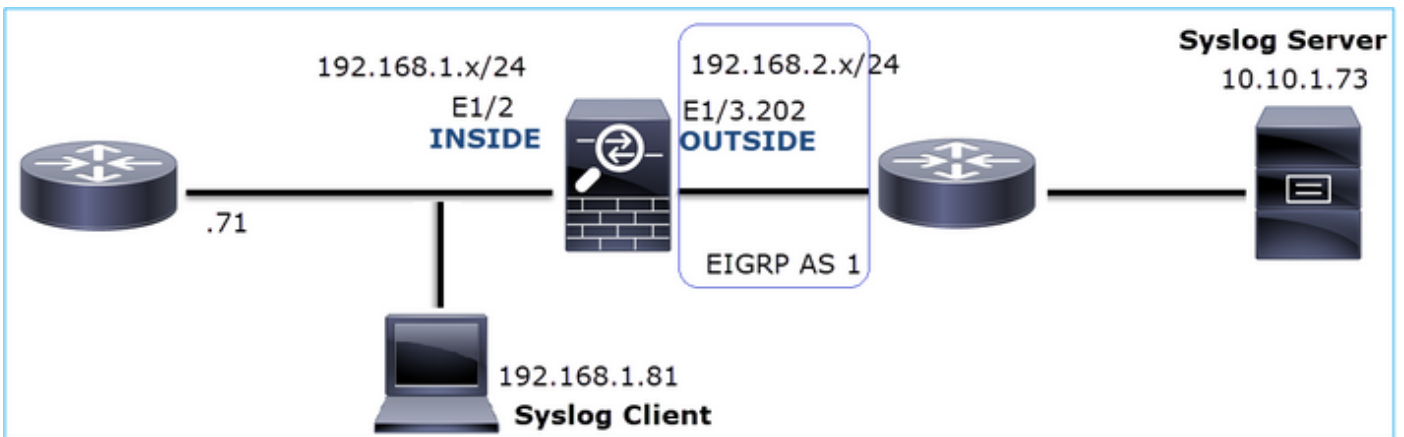 192.168.1.x/24
E1/2
INSIDE
.71
192.168.2.x/24
E1/3.202
OUTSIDE
EIGRP AS 1
Syslog Server
10.10.1.73
192.168.1.81
Syslog Client